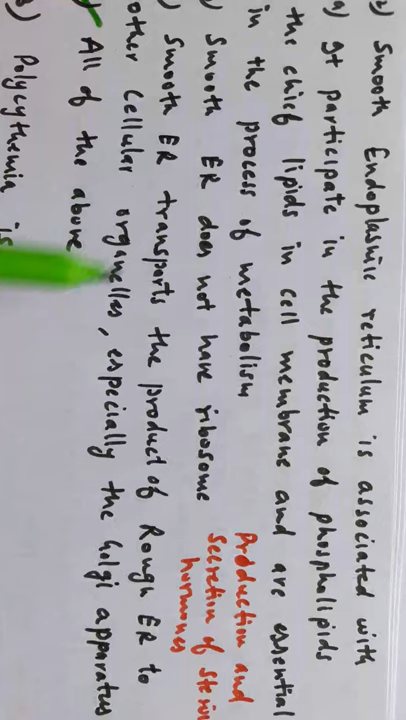 2) Smooth Endoplasmic reticulum is associated with
a) It participate in the production of phospholipids
the chief lipids in cell membrane and are essential
in the process of metabolism
Smooth ER does not have ribosome
Production and
Secretion of
hormones
) Smooth ER transports the product of Rough ER to
other cellular organelles, especially the Golgi apparatus
All of the above
3) Polycythemia is